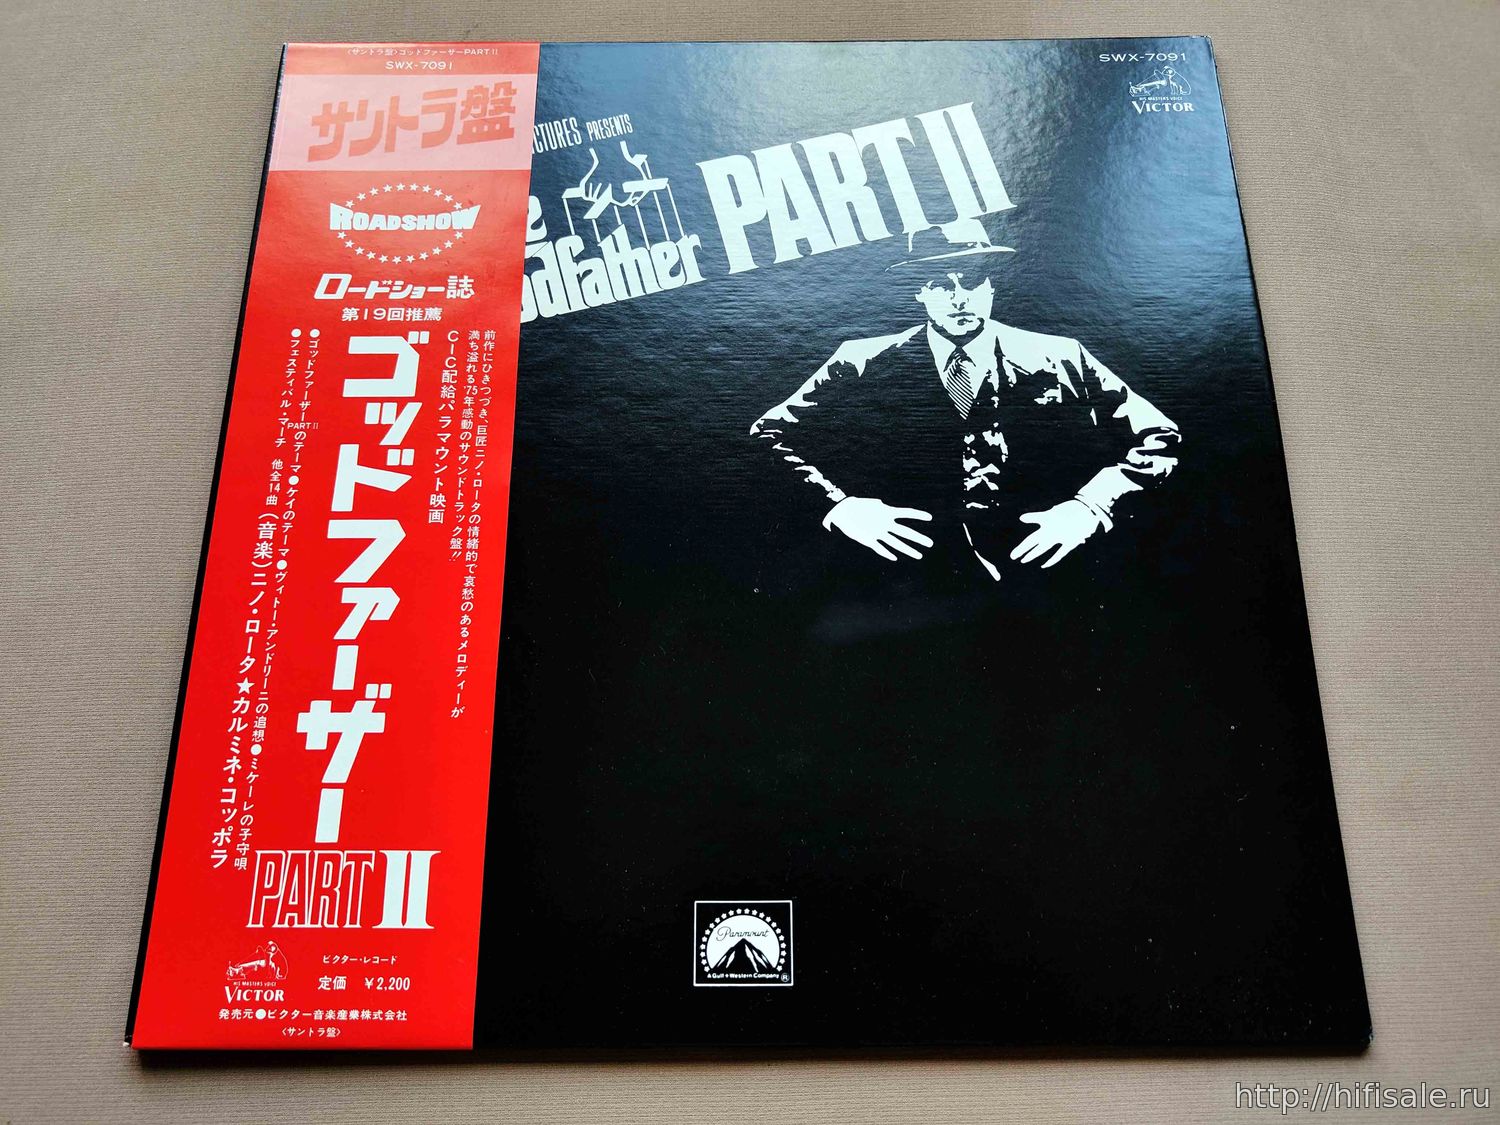 〈サントラ盤〉ゴッドファーザーPART II
SWX-7091
サントラ盤
ROADSHOW
ロードショー誌
第19回推薦
前作にひきつづき、巨匠ニノ・ロータの情緒的で哀愁のあるメロディーが
満ち溢れる'75年感動のサウンドトラック盤!!
CIC配給パラマウント映画
ゴッドファーザー
PART II
●ゴッドファーザーPART IIのテーマ●ケイのテーマ●ヴィトー・アンドリーニの追想●ミケーレの子守唄
●フェスティバル・マーチ 他全14曲
(音楽)ニノ・ロータ★カルミネ・コッポラ
HIS MASTER'S VOICE
VICTOR
ビクター・レコード
定価 ¥2,200
発売元●ビクター音楽産業株式会社
〈サントラ盤〉
SWX-7091
HIS MASTER'S VOICE
VICTOR
CTURES PRESENTS
e
odfather PART II
Paramount
A Gulf + Western Company
®
http://hifisale.ru